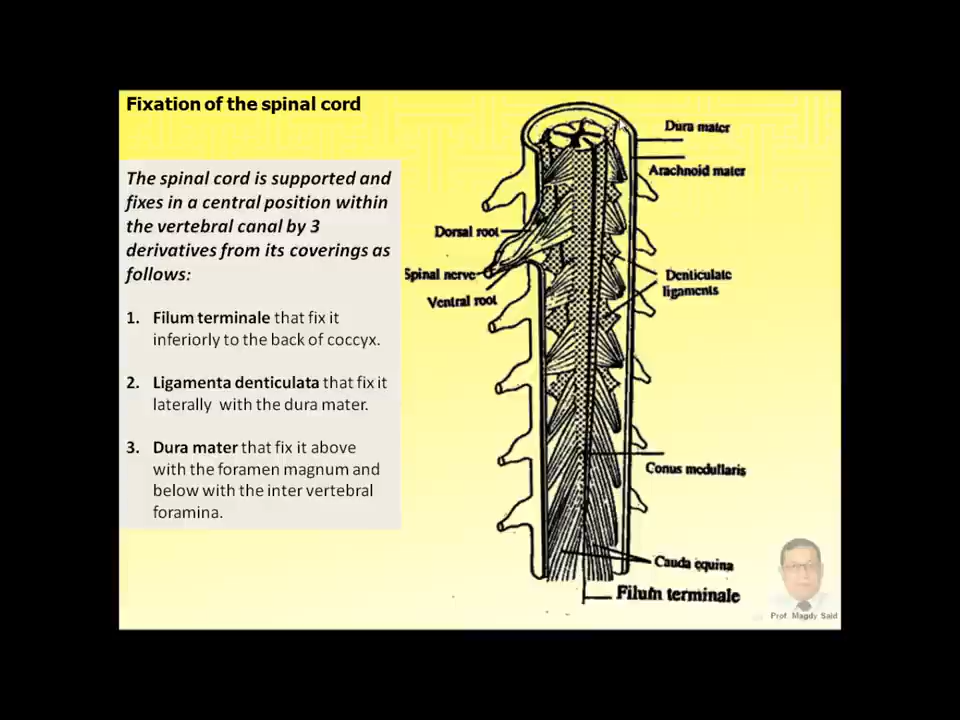 Fixation of the spinal cord
The spinal cord is supported and
fixes in a central position within
the vertebral canal by 3
derivatives from its coverings as
follows:
1. Filum terminale that fix it
inferiorly to the back of coccyx.
2. Ligamenta denticulata that fix it
laterally with the dura mater.
3. Dura mater that fix it above
with the foramen magnum and
below with the inter vertebral
foramina.
Dura mater
Arachnoid mater
Dorsal root
Spinal nerve
Ventral root
Denticulate
ligaments
Conus medullaris
Cauda equina
Filum terminale
Prof. Magdy Said